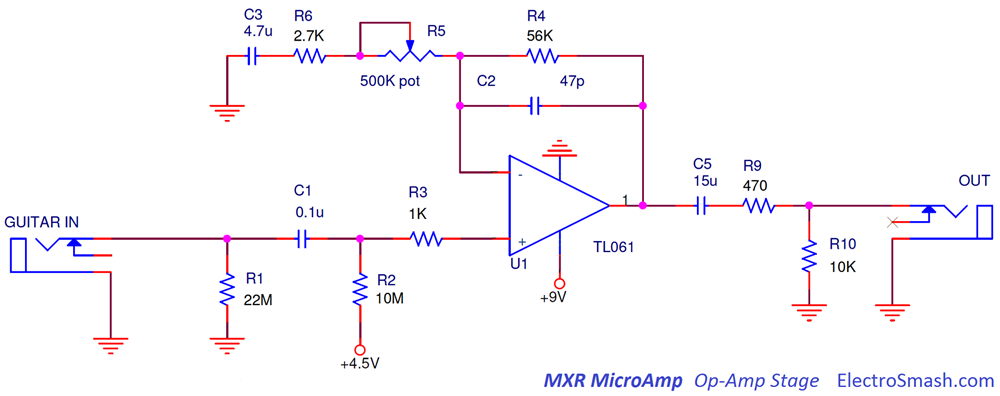 C3
4.7u
R6
2.7K
R5
500K pot
R4
56K
C2
47p
GUITAR IN
C1
0.1u
R3
1K
R1
22M
R2
10M
+4.5V
-
+
U1
1
TL061
+9V
C5
15u
R9
470
R10
10K
OUT
MXR MicroAmp Op-Amp Stage ElectroSmash.com